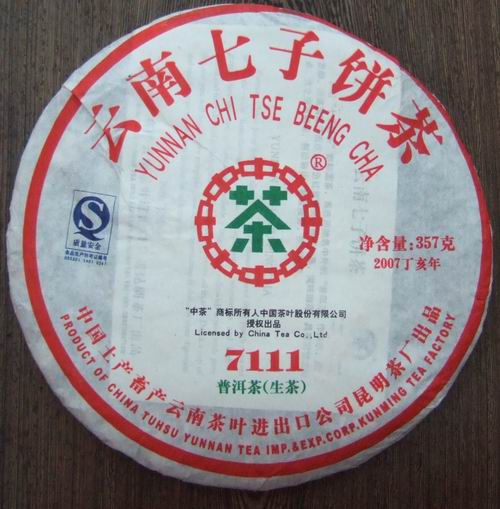 云南七子饼茶
YUNNAN CHI TSE BEENG CHA
®
茶
质量安全
净含量:357克
2007丁亥年
"中茶"商标所有人中国茶叶股份有限公司
授权出品
Licensed by China Tea Co.,Ltd
7111
普洱茶(生茶)
中国土产畜产云南茶叶进出口公司昆明茶厂出品
PRODUCT OF CHINA TUHSU YUNNAN TEA IMP.&EXP.CORP.KUNMING TEA FACTORY